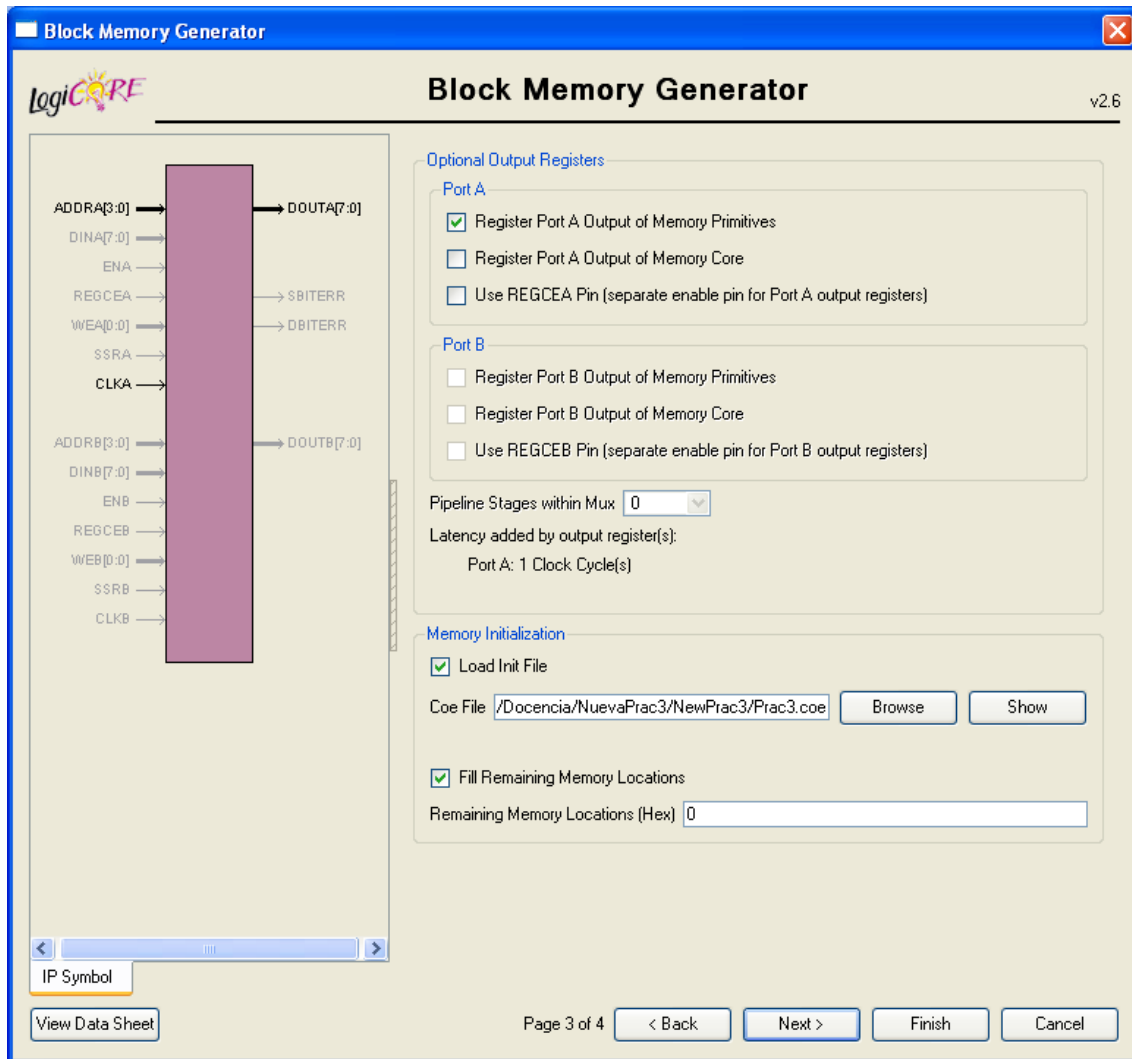 Block Memory Generator
LogiCORE
Block Memory Generator
v2.6
ADDRA[3:0]
DOUTA[7:0]
DINA[7:0]
ENA
REGCEA
SBITERR
WEA[0:0]
DBITERR
SSRA
CLKA
ADDRB[3:0]
DOUTB[7:0]
DINB[7:0]
ENB
REGCEB
WEB[0:0]
SSRB
CLKB
IP Symbol
Optional Output Registers
Port A
Register Port A Output of Memory Primitives
Register Port A Output of Memory Core
Use REGCEA Pin (separate enable pin for Port A output registers)
Port B
Register Port B Output of Memory Primitives
Register Port B Output of Memory Core
Use REGCEB Pin (separate enable pin for Port B output registers)
Pipeline Stages within Mux 0
Latency added by output register(s):
Port A: 1 Clock Cycle(s)
Memory Initialization
Load Init File
Coe File /Docencia/NuevaPrac3/NewPrac3/Prac3.coe Browse Show
Fill Remaining Memory Locations
Remaining Memory Locations (Hex) 0
View Data Sheet Page 3 of 4 < Back Next > Finish Cancel